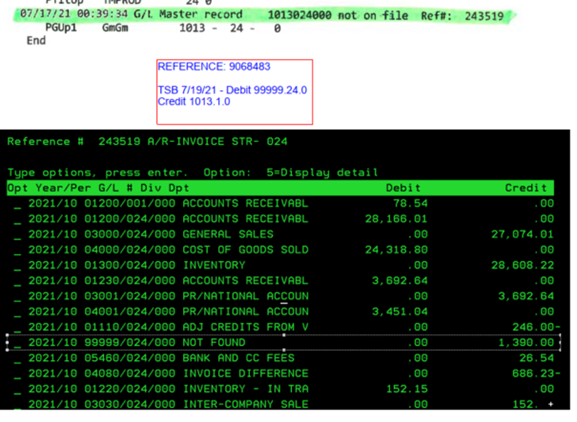 07/17/21 00:39:34 G/L Master record 1013024000 not on file Ref#: 243519
PGUp1 GmGm 1013 - 24 - 0
End
REFERENCE: 9068483
TSB 7/19/21 - Debit 99999.24.0
Credit 1013.1.0
Reference # 243519 A/R-INVOICE STR- 024
Type options, press enter. Option: 5=Display detail
Opt Year/Per G/L # Div Dpt Debit Credit
_ 2021/10 01200/001/000 ACCOUNTS RECEIVABL 78.54 .00
_ 2021/10 01200/024/000 ACCOUNTS RECEIVABL 28,166.01 .00
_ 2021/10 03000/024/000 GENERAL SALES .00 27,074.01
_ 2021/10 04000/024/000 COST OF GOODS SOLD 24,318.80 .00
_ 2021/10 01300/024/000 INVENTORY .00 28,608.22
_ 2021/10 01230/024/000 ACCOUNTS RECEIVABL 3,692.64 .00
_ 2021/10 03001/024/000 PR/NATIONAL ACCOUN .00 3,692.64
_ 2021/10 04001/024/000 PR/NATIONAL ACCOUN 3,451.04 .00
_ 2021/10 01110/024/000 ADJ CREDITS FROM V .00 246.00-
_ 2021/10 99999/024/000 NOT FOUND .00 1,390.00
_ 2021/10 05460/024/000 BANK AND CC FEES .00 26.54
_ 2021/10 04080/024/000 INVOICE DIFFERENCE .00 686.23-
_ 2021/10 01220/024/000 INVENTORY - IN TRA 152.15 .00
_ 2021/10 03030/024/000 INTER-COMPANY SALE .00 152. +